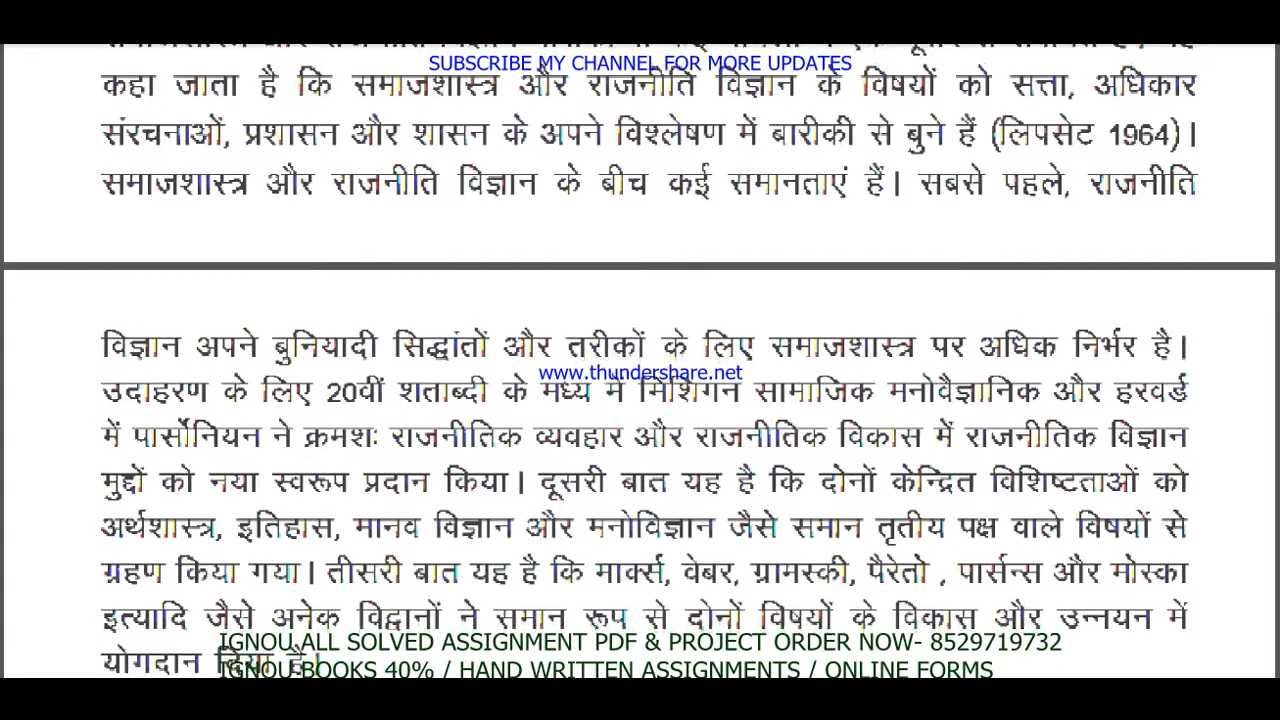 SUBSCRIBE MY CHANNEL FOR MORE UPDATES
कहा जाता है कि समाजशास्त्र और राजनीति विज्ञान के विषयों को सत्ता, अधिकार
संरचनाओं, प्रशासन और शासन के अपने विश्लेषण में बारीकी से बुने हैं (लिपसेट 1964)।
समाजशास्त्र और राजनीति विज्ञान के बीच कई समानताएं हैं। सबसे पहले, राजनीति
विज्ञान अपने बुनियादी सिद्धांतों और तरीकों के लिए समाजशास्त्र पर अधिक निर्भर है।
www.thundershare.net
उदाहरण के लिए 20वीं शताब्दी के मध्य में मिशिगन सामाजिक मनोवैज्ञानिक और हरवर्ड
में पार्सोनियन ने क्रमशः राजनीतिक व्यवहार और राजनीतिक विकास में राजनीतिक विज्ञान
मुद्दों को नया स्वरूप प्रदान किया। दूसरी बात यह है कि दोनों केन्द्रित विशिष्टताओं को
अर्थशास्त्र, इतिहास, मानव विज्ञान और मनोविज्ञान जैसे समान तृतीय पक्ष वाले विषयों से
ग्रहण किया गया। तीसरी बात यह है कि मार्क्स, वेबर, ग्रामस्की, पैरेतो , पार्सन्स और मोस्का
इत्यादि जैसे अनेक विद्वानों ने समान रूप से दोनों विषयों के विकास और उन्नयन में
IGNOU ALL SOLVED ASSIGNMENT PDF & PROJECT ORDER NOW- 8529719732
योगदान दिया है।
IGNOU BOOKS 40% / HAND WRITTEN ASSIGNMENTS / ONLINE FORMS